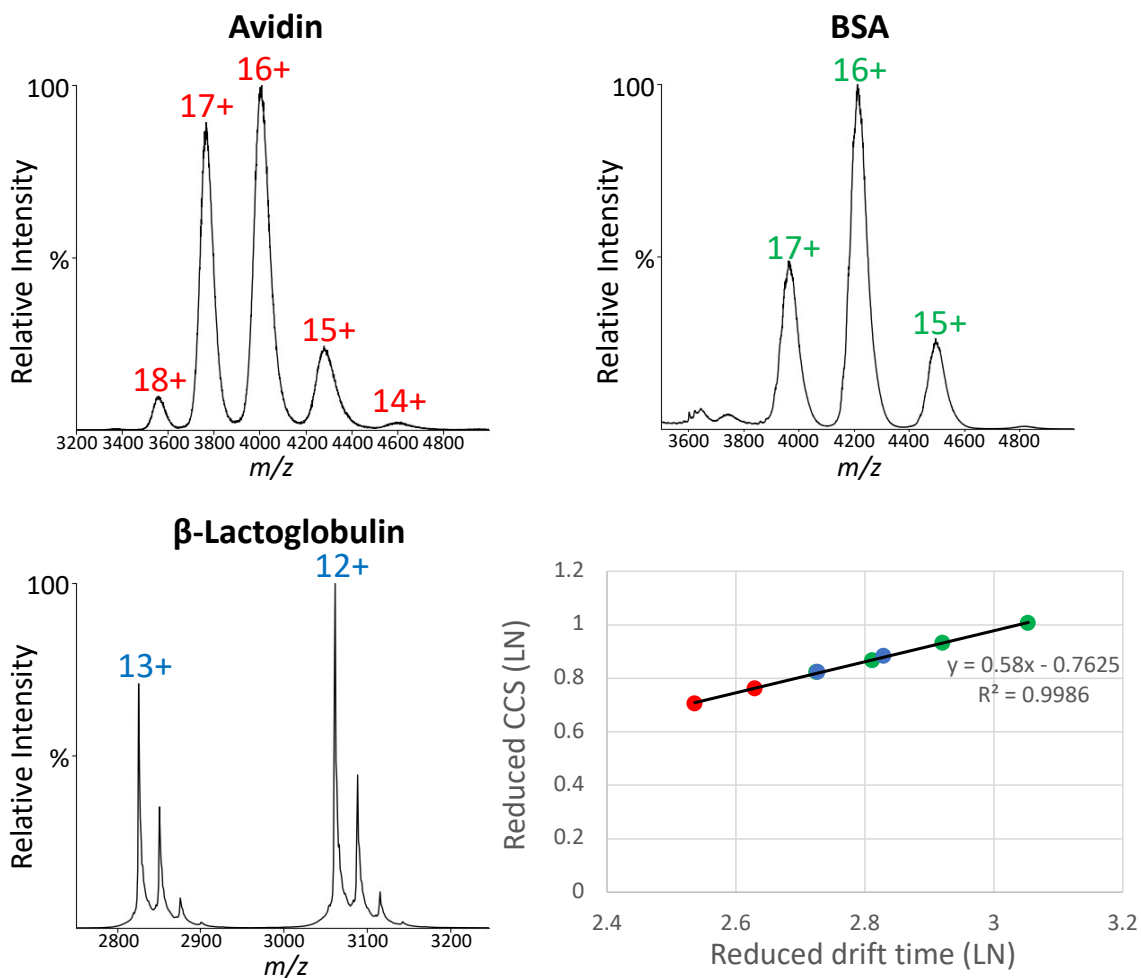 Avidin
100
%
Relative Intensity
18+
17+
16+
15+
14+
3200 3400 3600 3800 4000 4200 4400 4600 4800
m/z
BSA
100
%
Relative Intensity
17+
16+
15+
3600 3800 4000 4200 4400 4600 4800
m/z
β-Lactoglobulin
100
%
Relative Intensity
13+
12+
2800 2900 3000 3100 3200
m/z
1.2
1
0.8
0.6
0.4
0.2
0
Reduced CCS (LN)
y = 0.58x - 0.7625
R² = 0.9986
2.4 2.6 2.8 3 3.2
Reduced drift time (LN)